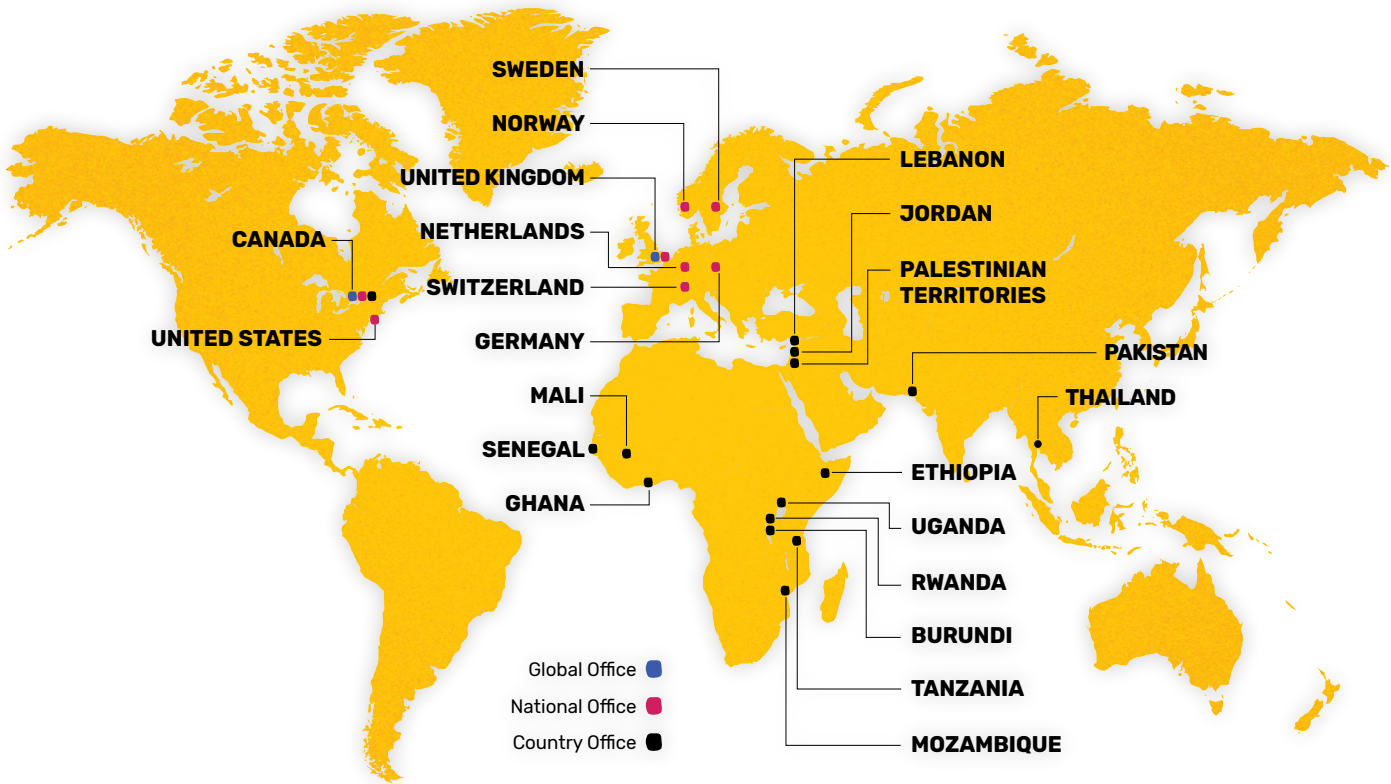 SWEDEN
NORWAY
UNITED KINGDOM
NETHERLANDS
CANADA
SWITZERLAND
UNITED STATES
GERMANY
MALI
SENEGAL
GHANA
LEBANON
JORDAN
PALESTINIAN
TERRITORIES
PAKISTAN
THAILAND
ETHIOPIA
UGANDA
RWANDA
BURUNDI
TANZANIA
MOZAMBIQUE
Global Office
National Office
Country Office